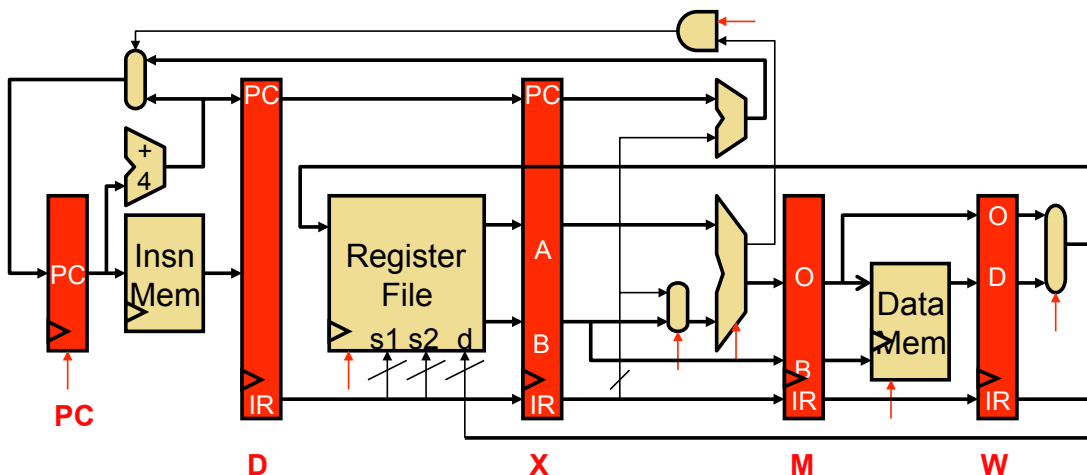 PC
PC
+
4
PC
Insn
Mem
Register
File
s1 s2 d
A
B
O
B
O
D
Data
Mem
IR
IR
IR
IR
PC
D
X
M
W